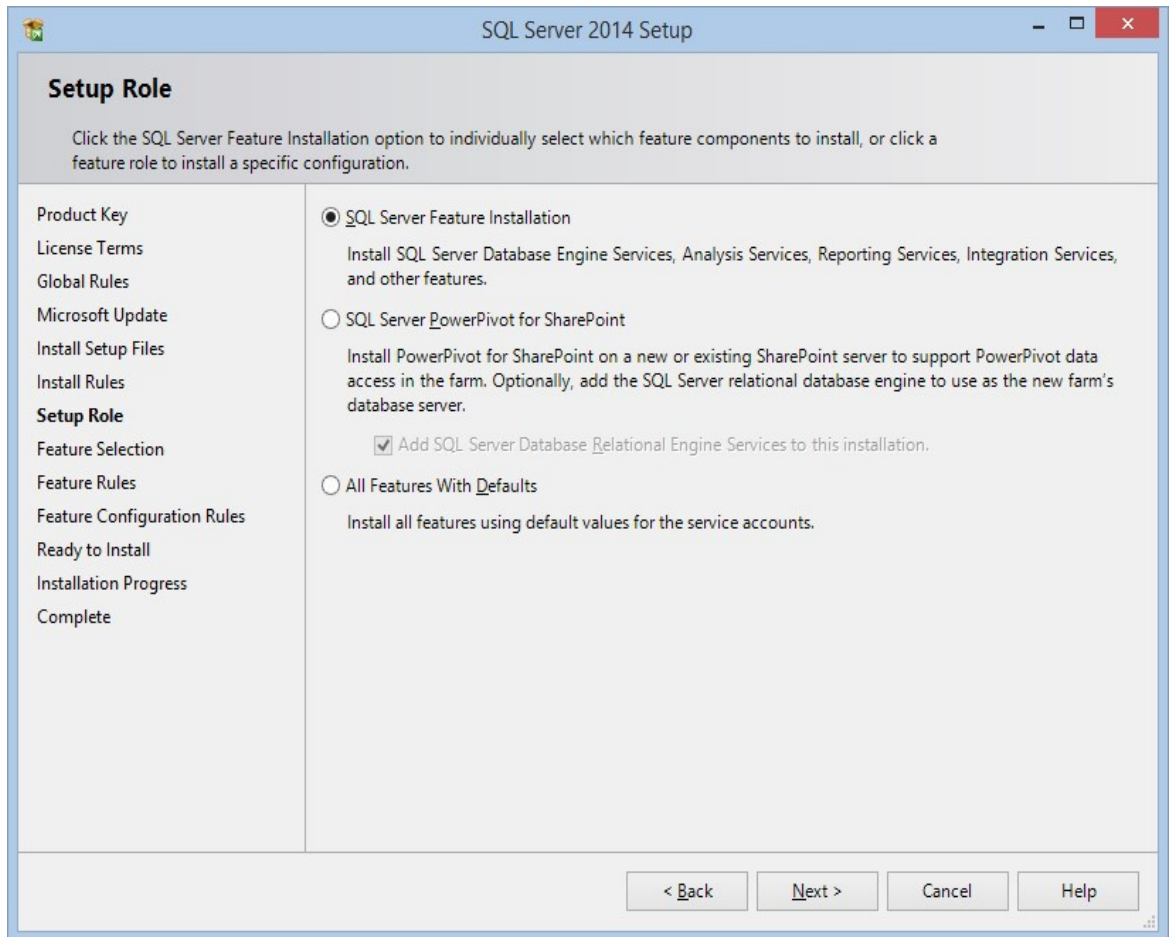 SQL Server 2014 Setup
Setup Role
Click the SQL Server Feature Installation option to individually select which feature components to install, or click a
feature role to install a specific configuration.
Product Key
License Terms
Global Rules
Microsoft Update
Install Setup Files
Install Rules
Setup Role
Feature Selection
Feature Rules
Feature Configuration Rules
Ready to Install
Installation Progress
Complete
SQL Server Feature Installation
Install SQL Server Database Engine Services, Analysis Services, Reporting Services, Integration Services,
and other features.
SQL Server PowerPivot for SharePoint
Install PowerPivot for SharePoint on a new or existing SharePoint server to support PowerPivot data
access in the farm. Optionally, add the SQL Server relational database engine to use as the new farm's
database server.
Add SQL Server Database Relational Engine Services to this installation.
All Features With Defaults
Install all features using default values for the service accounts.
< Back
Next >
Cancel
Help